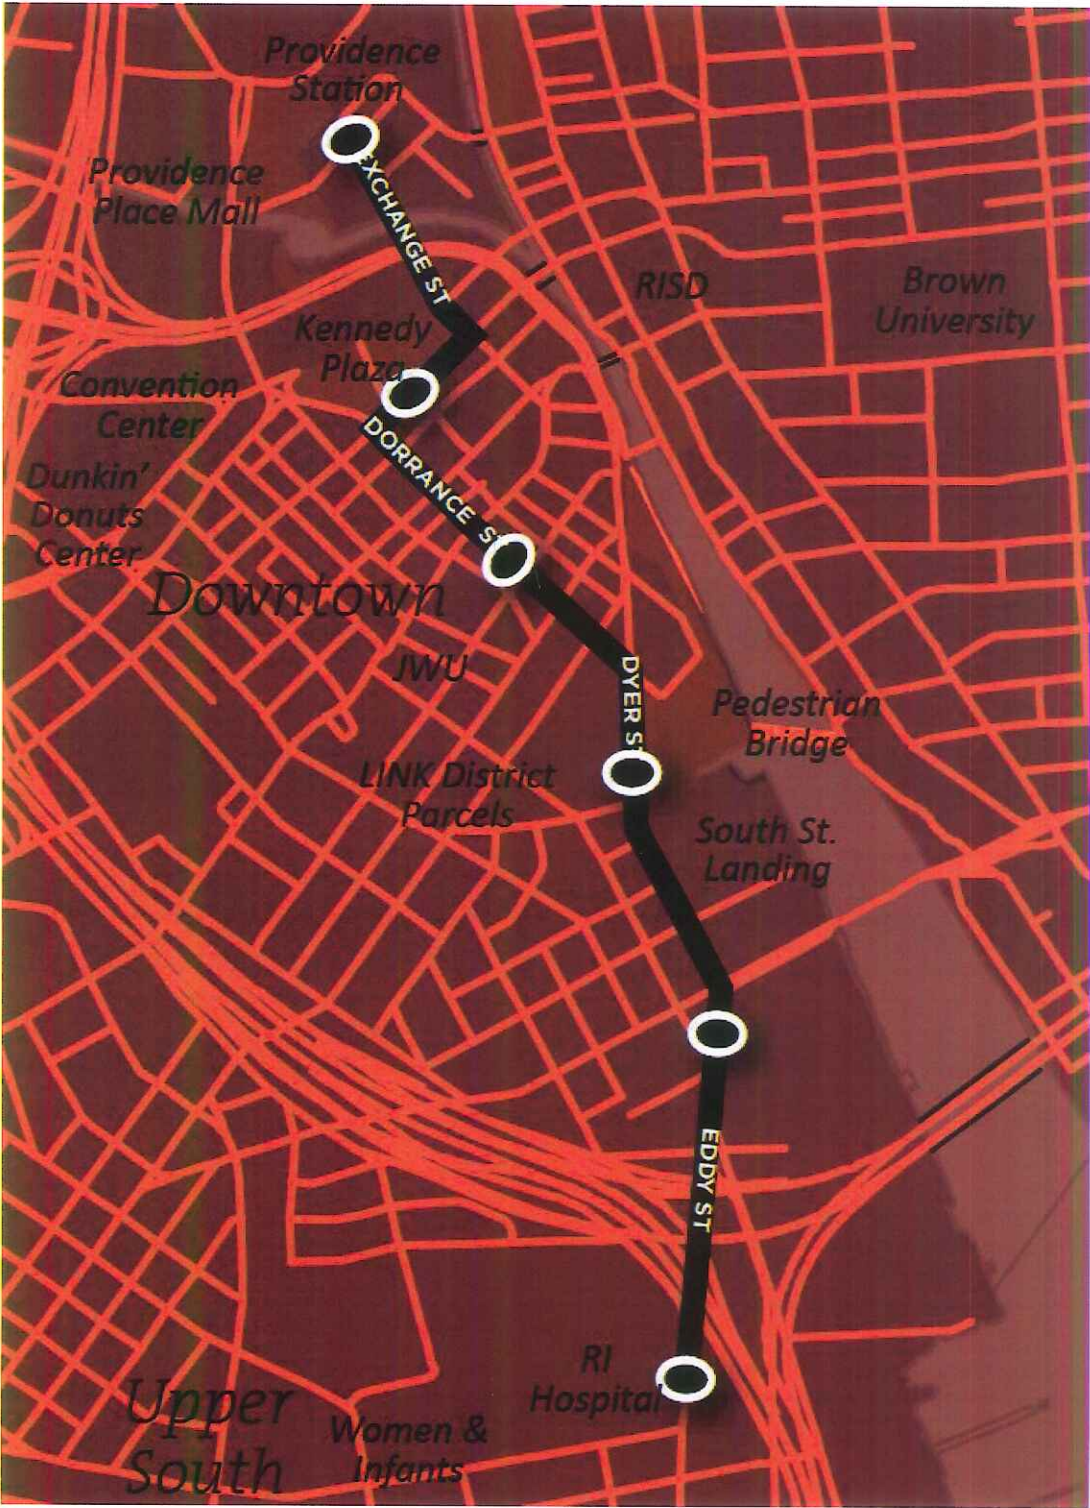 Providence
Station
EXCHANGE ST
Providence
Place Mall
RISD
Brown
University
Kennedy
Plaza
Convention
Center
DORRANCE ST
Dunkin'
Donuts
Center
Downtown
JWU
DYER ST
Pedestrian
Bridge
LINK District
Parcels
South St.
Landing
EDDY ST
RI
Hospital
Upper
South
Women &
Infants